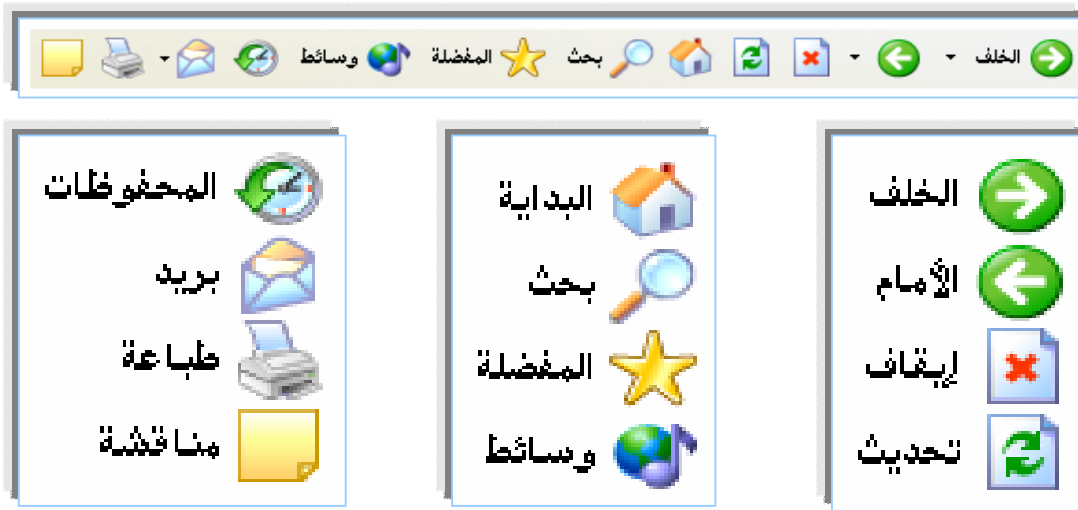 الخلف بحث المفضلة وسائط
الخلف
الأمام
إيقاف
تحديث
البداية
بحث
المفضلة
وسائط
المحفوظات
بريد
طباعة
مناقشة